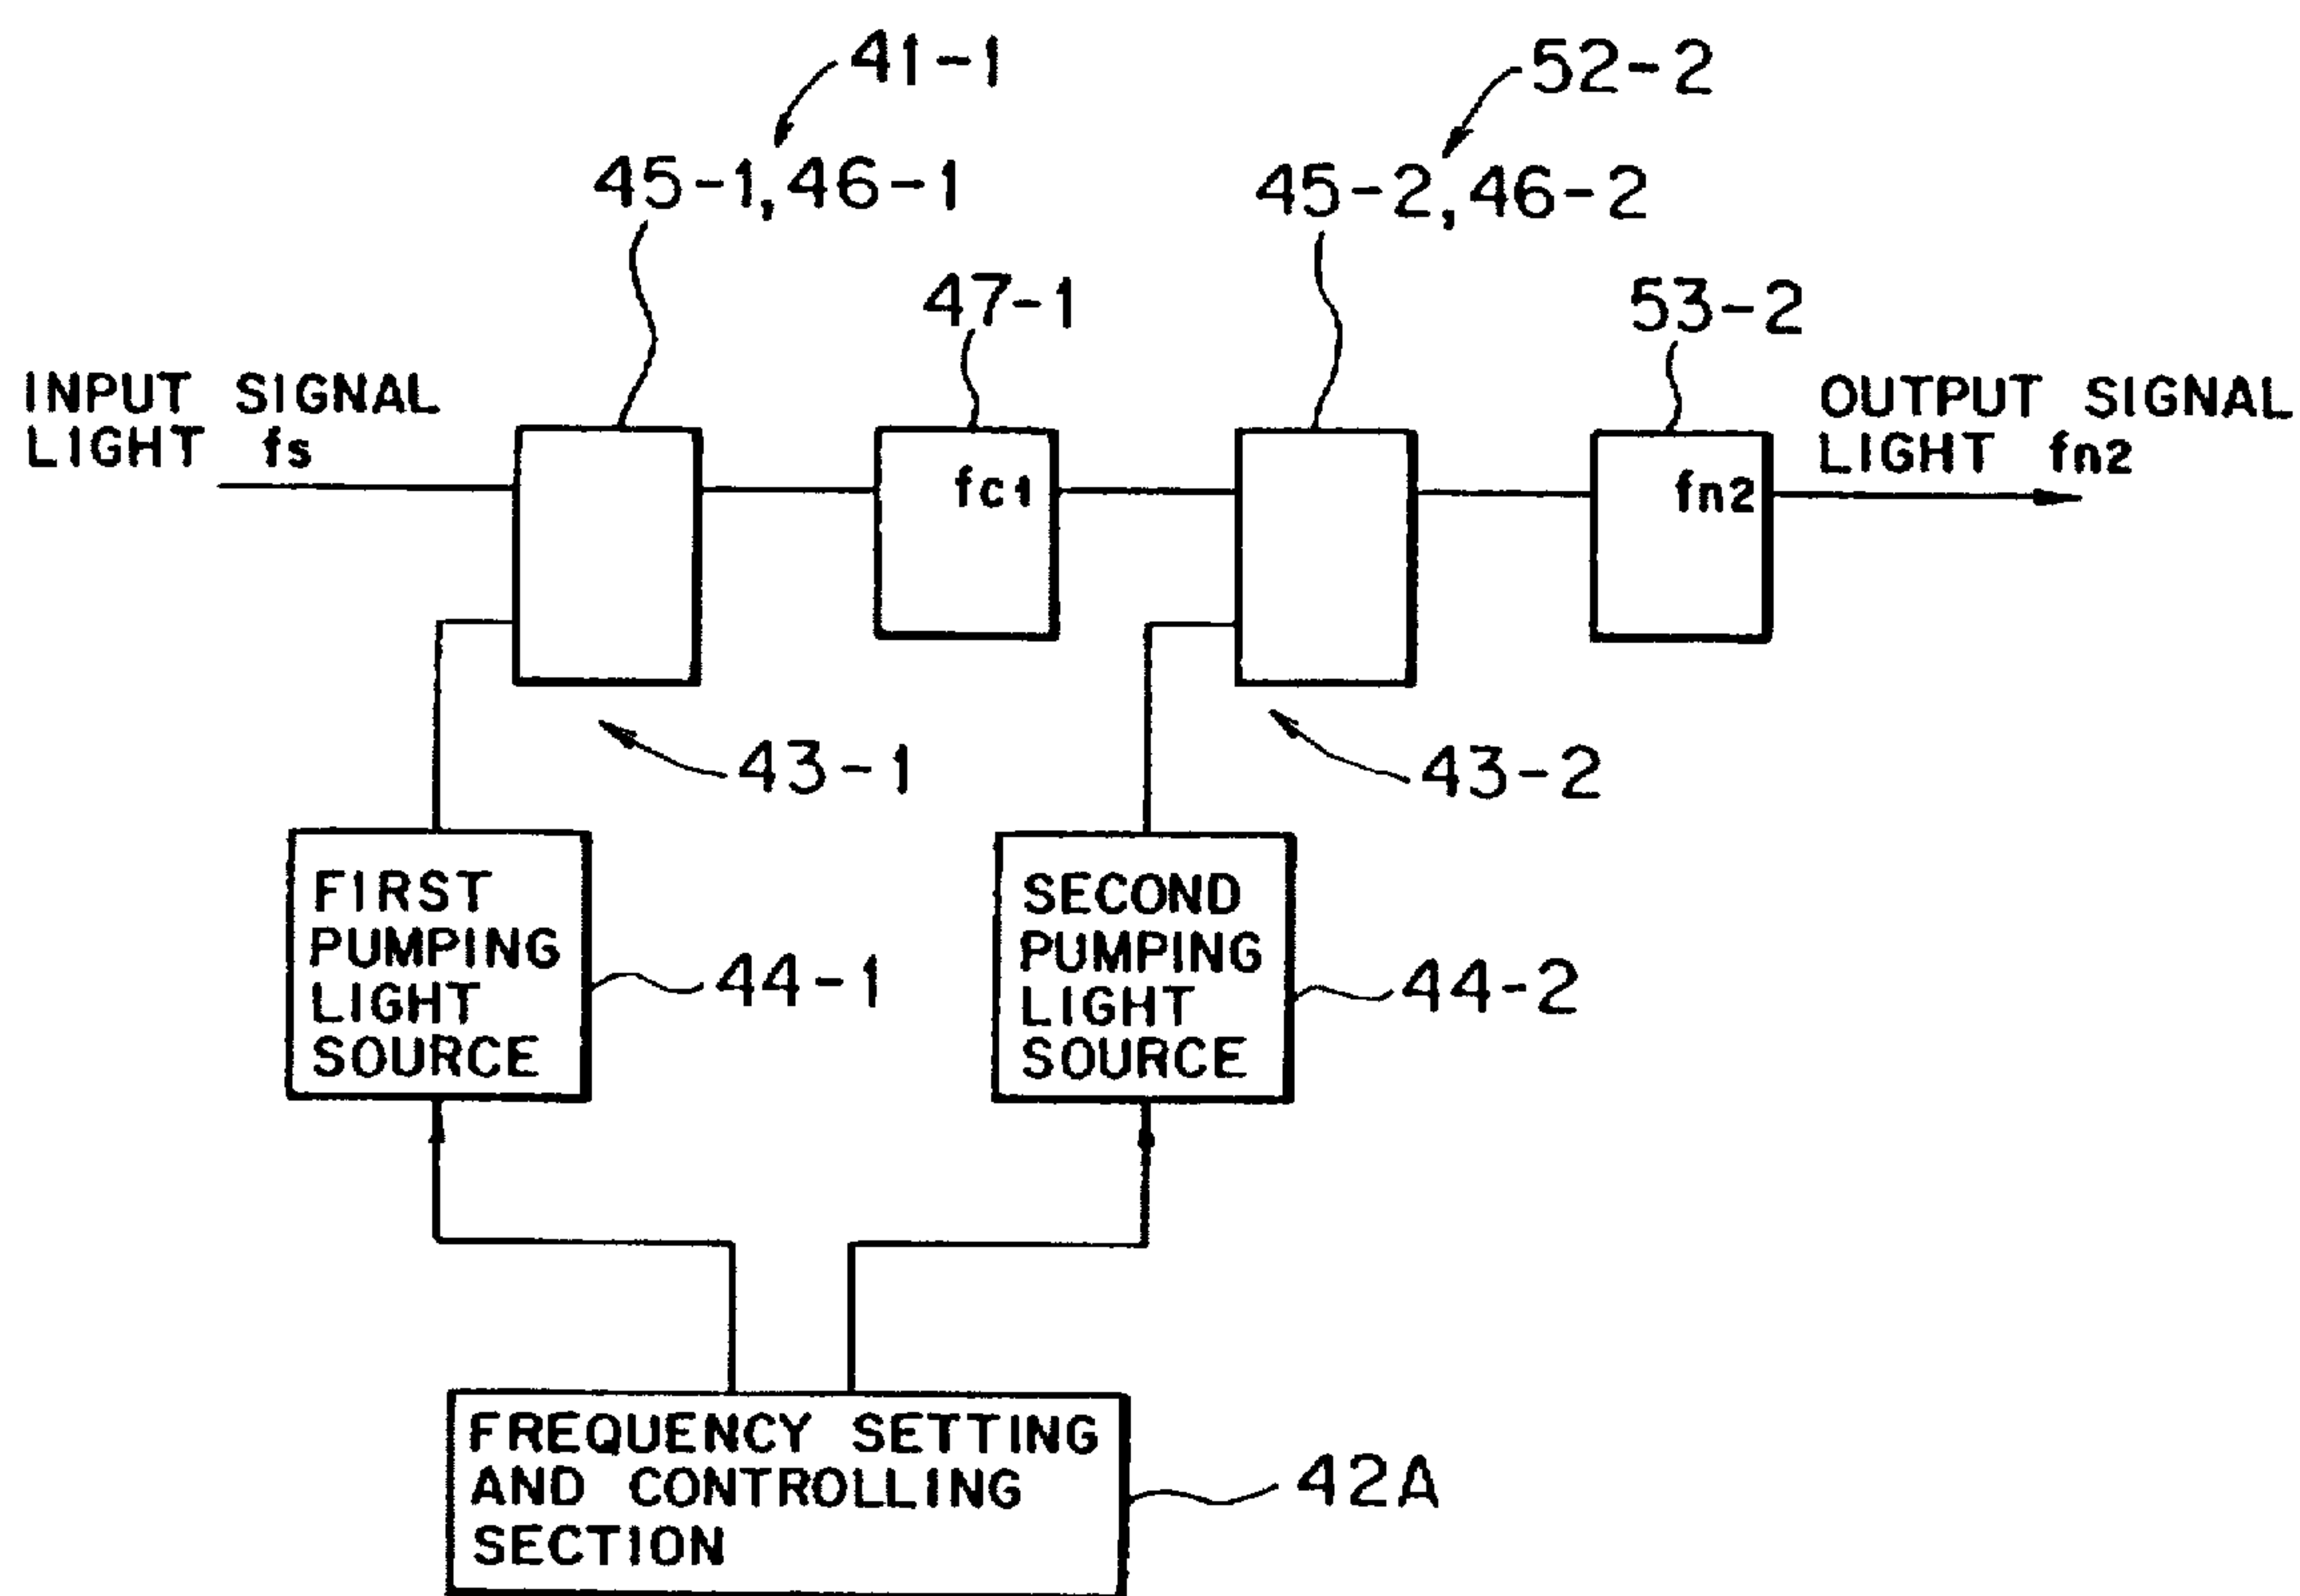 41-1
52-2
45-1,46-1
45-2,46-2
47-1
53-2
INPUT SIGNAL
LIGHT fs
OUTPUT SIGNAL
LIGHT fn2
fc1
fn2
43-1
43-2
FIRST
PUMPING
LIGHT
SOURCE
44-1
SECOND
PUMPING
LIGHT
SOURCE
44-2
FREQUENCY SETTING
AND CONTROLLING
SECTION
42A